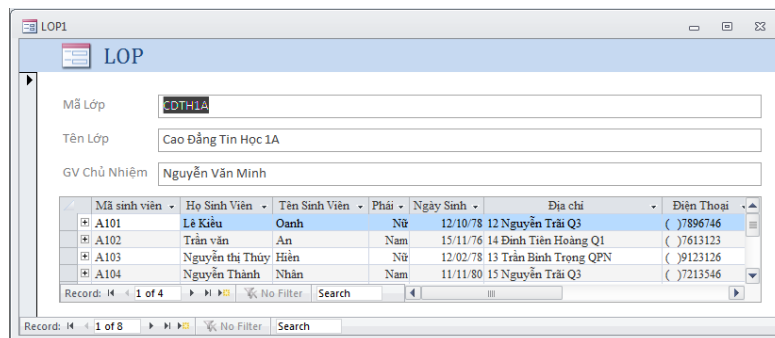 LOP1
LOP
Mã Lớp CDTH1A
Tên Lớp Cao Đẳng Tin Học 1A
GV Chủ Nhiệm Nguyễn Văn Minh
Mã sinh viên Họ Sinh Viên Tên Sinh Viên Phái Ngày Sinh Địa chỉ Điện Thoại
A101 Lê Kiều Oanh Nữ 12/10/78 12 Nguyễn Trãi Q3 ( )7896746
A102 Trần văn An Nam 15/11/76 14 Đinh Tiên Hoàng Q1 ( )7613123
A103 Nguyễn thị Thúy Hiền Nữ 12/02/78 13 Trần Bình Trọng QPN ( )9123126
A104 Nguyễn Thành Nhân Nam 11/11/80 15 Nguyễn Trãi Q3 ( )7213546
Record: 1 of 4 No Filter Search
Record: 1 of 8 No Filter Search